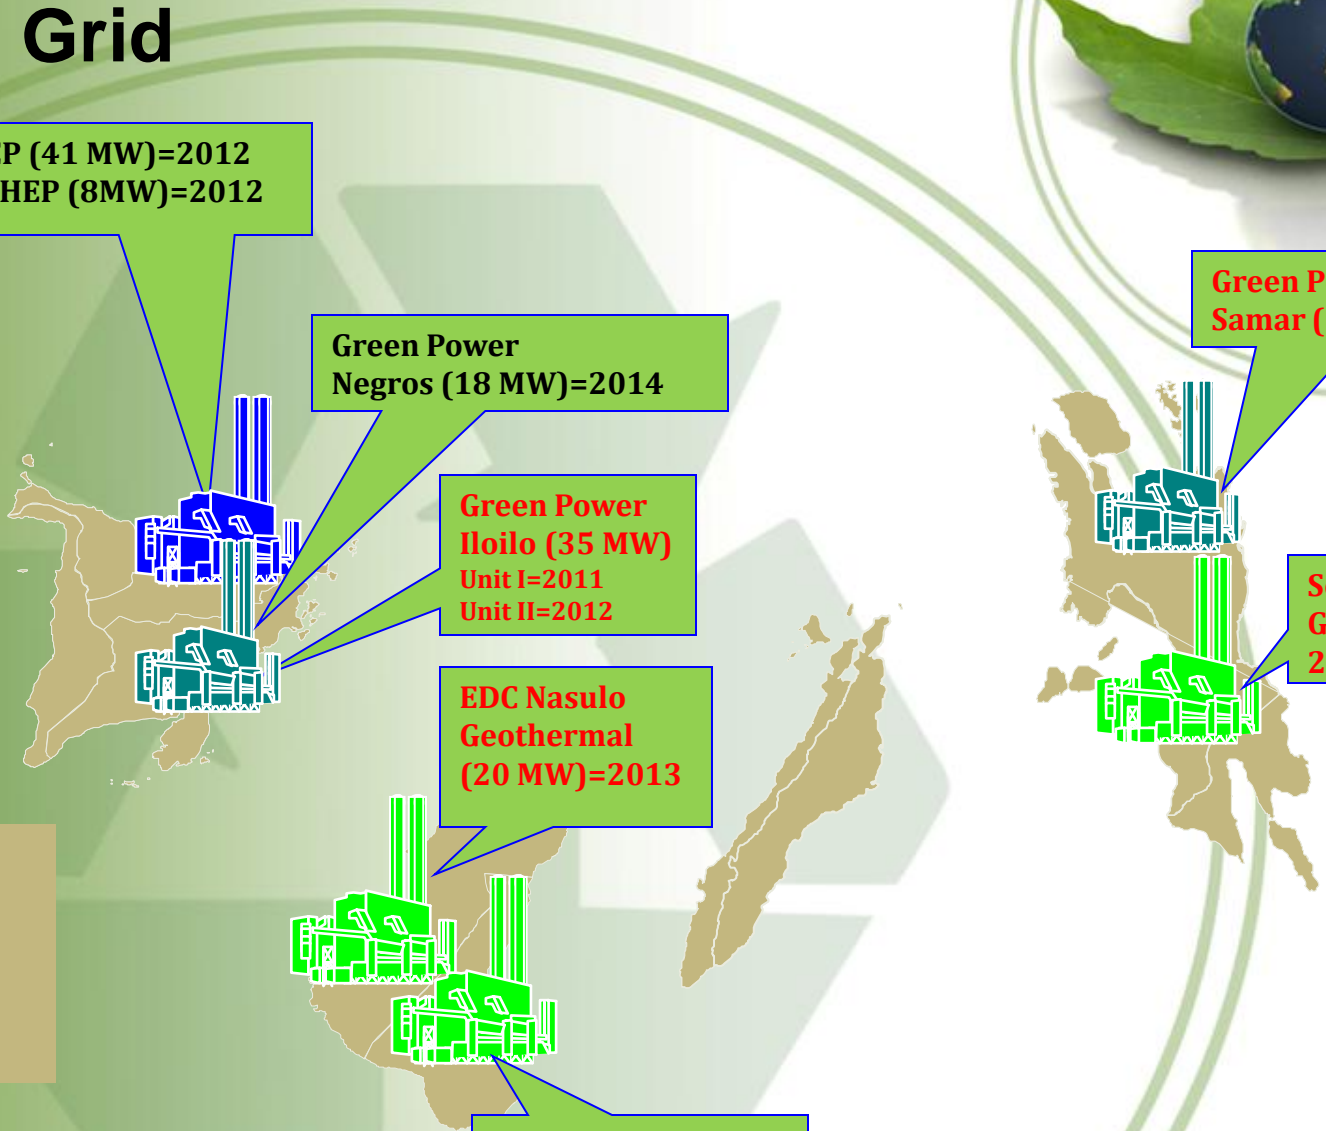 Grid
(41 MW)=2012
HEP (8MW)=2012
Green Power
Negros (18 MW)=2014
Green Power
Iloilo (35 MW)
Unit I=2011
Unit II=2012
EDC Nasulo
Geothermal
(20 MW)=2013
Green
Samar (